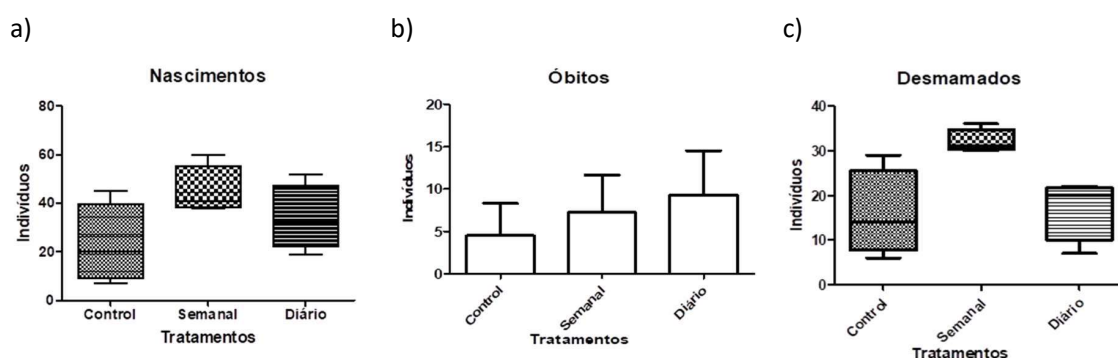 a)
Nascimentos
80
60
40
20
0
Indivíduos
Control Semanal Diário
Tratamentos
b)
Óbitos
20
15
10
5
0
Indivíduos
Control Semanal Diário
Tratamentos
c)
Desmamados
40
30
20
10
0
Indivíduos
Control Semanal Diário
Tratamentos